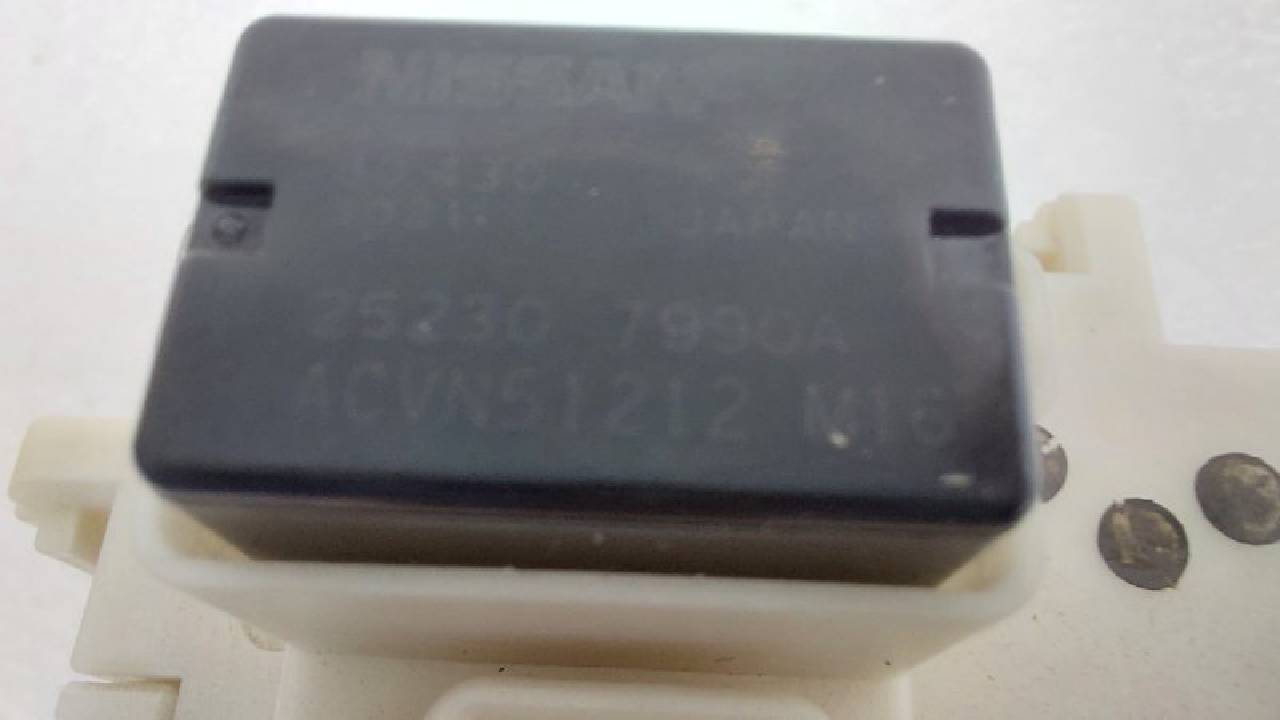 NISSAN
JAPAN
25230 7990A
ACVN51212 M16